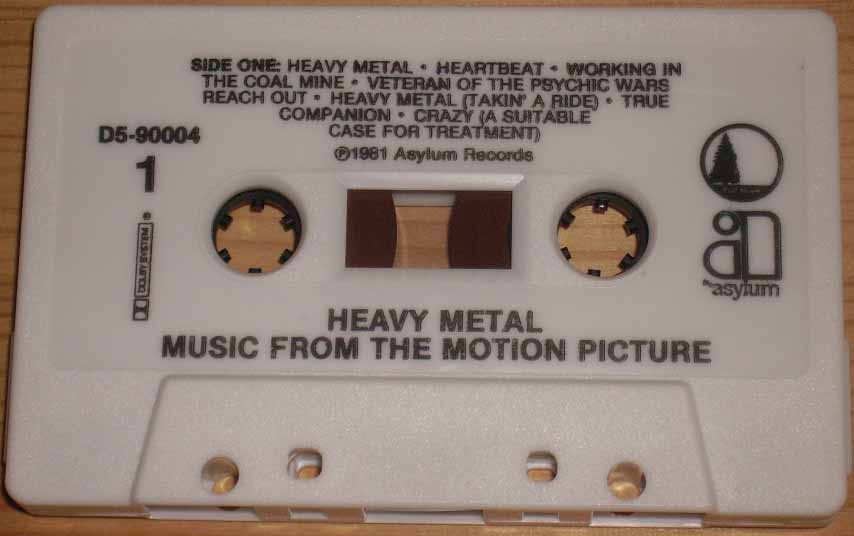 SIDE ONE: HEAVY METAL • HEARTBEAT • WORKING IN
THE COAL MINE • VETERAN OF THE PSYCHIC WARS
REACH OUT • HEAVY METAL (TAKIN' A RIDE) • TRUE
COMPANION • CRAZY (A SUITABLE
CASE FOR TREATMENT)
℗1981 Asylum Records
D5-90004
1
DOLBY SYSTEM ®
asylum
HEAVY METAL
MUSIC FROM THE MOTION PICTURE